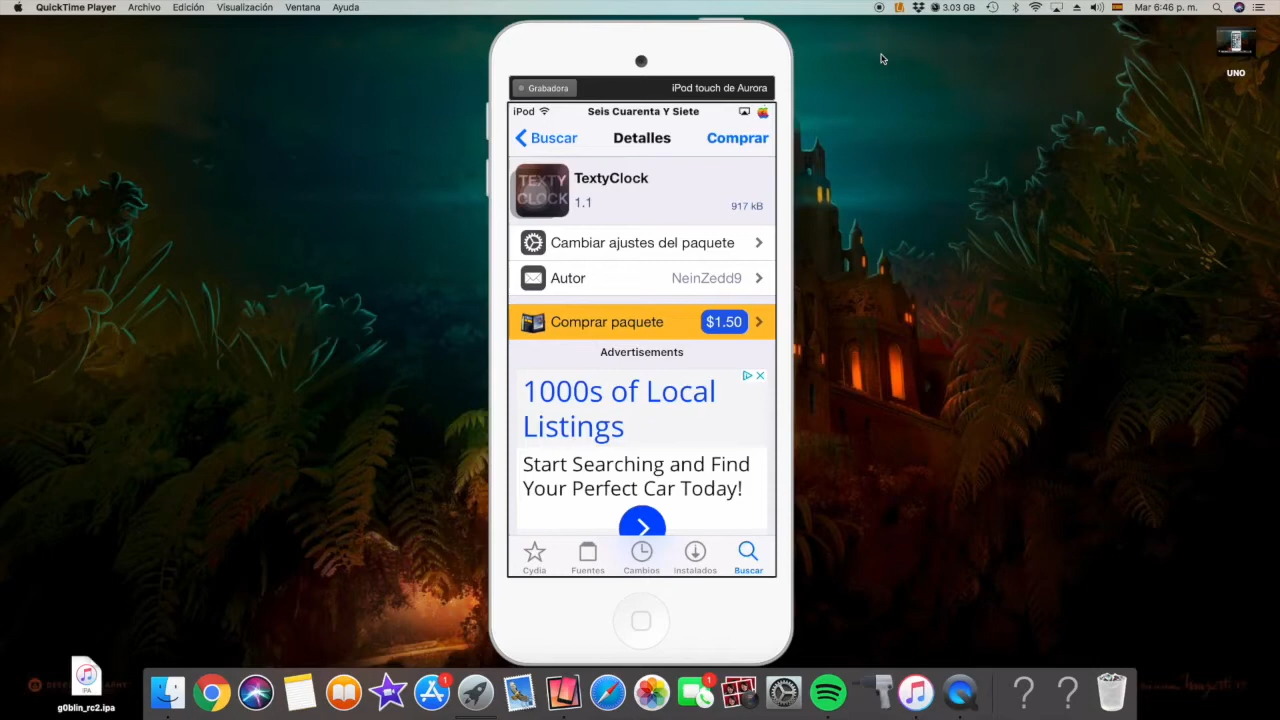 QuickTime Player Archivo Edición Visualización Ventana Ayuda 3.03 GB Mar 6:46 p. m.
UNO
Grabadora iPod touch de Aurora
iPod Seis Cuarenta Y Siete
Buscar Detalles Comprar
TEXTY
CLOCK
TextyClock
1.1
917 kB
Cambiar ajustes del paquete
Autor NeinZedd9
Comprar paquete $1.50
Advertisements
1000s of Local
Listings
Start Searching and Find
Your Perfect Car Today!
Cydia Fuentes Cambios Instalados Buscar
IPA
g0blin_rc2.ipa
1
1